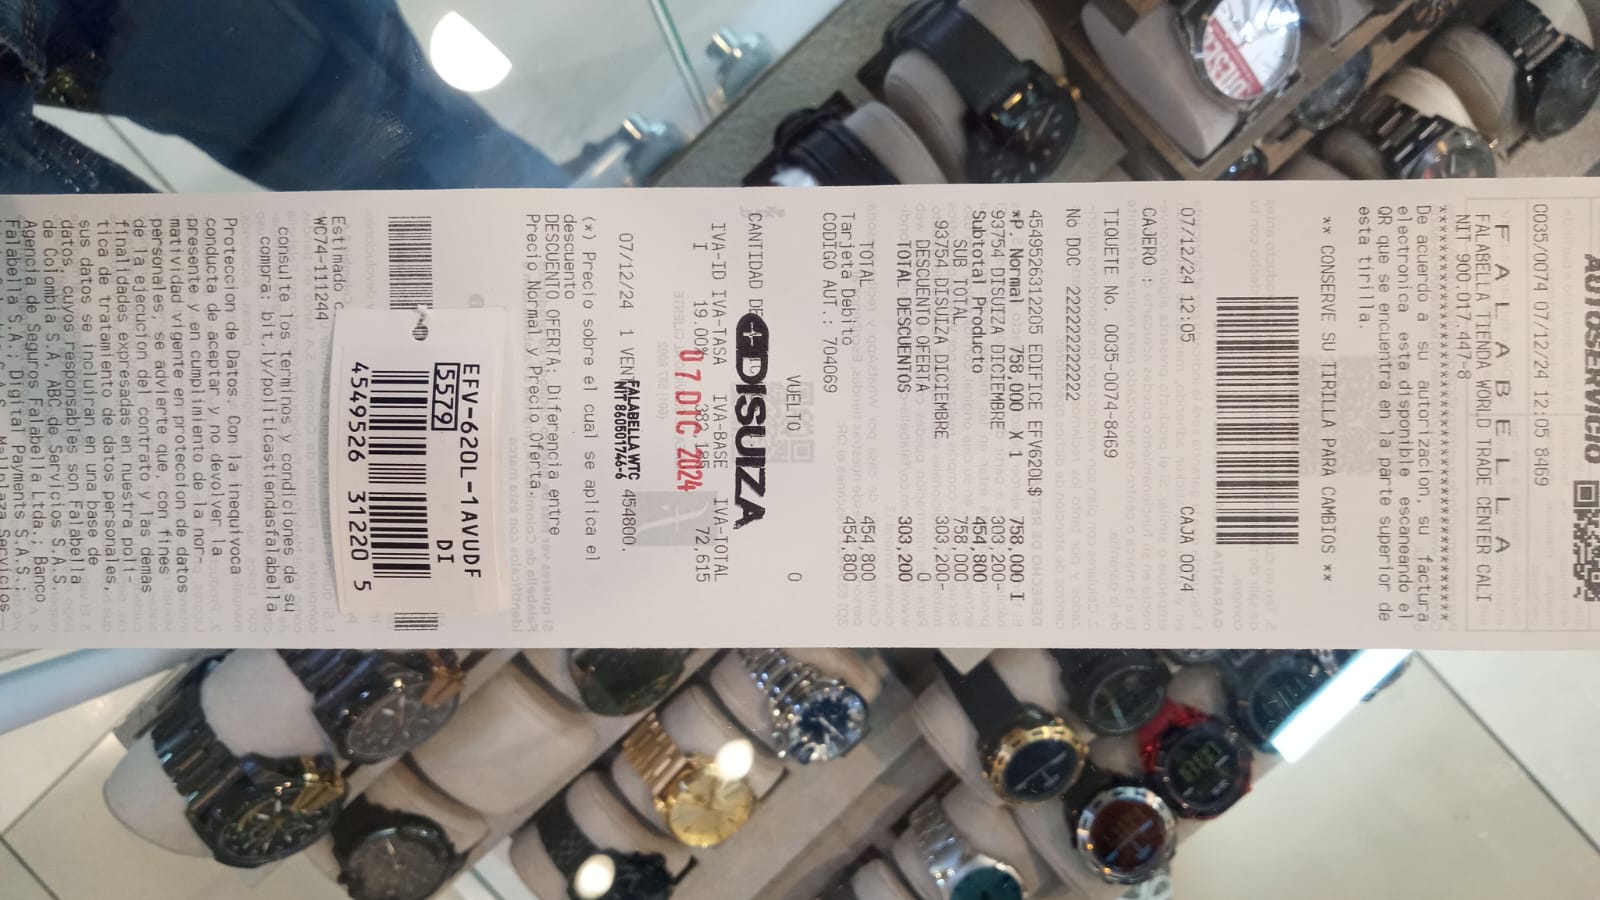 AUTOSERVICIO
0035/0074 07/12/24 12:05 8469
F A L A B E L L A
FALABELLA TIENDA WORLD TRADE CENTER CALI
NIT 900.017.447-8
****************************************
De acuerdo a su autorizacion, su factura
electronica esta disponible escaneando el
QR que se encuentra en la parte superior de
esta tirilla.
** CONSERVE SU TIRILLA PARA CAMBIOS **
07/12/24 12:05 CAJA 0074
CAJERO :
TIQUETE No. 0035-0074-8469
No DOC 222222222222
4549526312205 EDIFICE EFV620L$
*P. Normal 758,000 X 1 758,000 I
93754 DISUIZA DICIEMBRE 303,200-
Subtotal Producto 454,800
SUB TOTAL 758,000
93754 DISUIZA DICIEMBRE 303,200-
DESCUENTO OFERTA 0
TOTAL DESCUENTOS 303,200
TOTAL 454,800
Tarjeta Debito 454,800
CODIGO AUT.: 704069
VUELTO 0
CANTIDAD DE
DISUIZA
IVA-ID IVA-TASA IVA-BASE IVA-TOTAL
I 19.00% 382,185 72,615
07 DIC 2024
FALABELLA WTC
NIT 860501746-6
07/12/24 1 VEN 454800.
(*) Precio sobre el cual se aplica el
descuento
DESCUENTO OFERTA: Diferencia entre
Precio Normal y Precio Oferta.
EFV-620L-1AVUDF
5579 DI
4549526 31220 5
Estimado c
WC74-111244
consulte los terminos y condiciones de su
compra: bit.ly/politicastiendasfalabella
Proteccion de Datos. Con la inequivoca
conducta de aceptar y no devolver la
presente y en cumplimiento de la nor-
matividad vigente en proteccion de datos
personales, se advierte que, con fines
de la ejecucion del contrato y las demas
finalidades expresadas en nuestra poli-
tica de tratamiento de datos personales,
sus datos se incluiran en una base de
datos, cuyos responsables son Falabella
de Colombia S.A, ABC de Servicios S.A.S,
Agencia de Seguros Falabella Ltda., Banco
Falabella S.A.; Digital Payments S.A.S.;